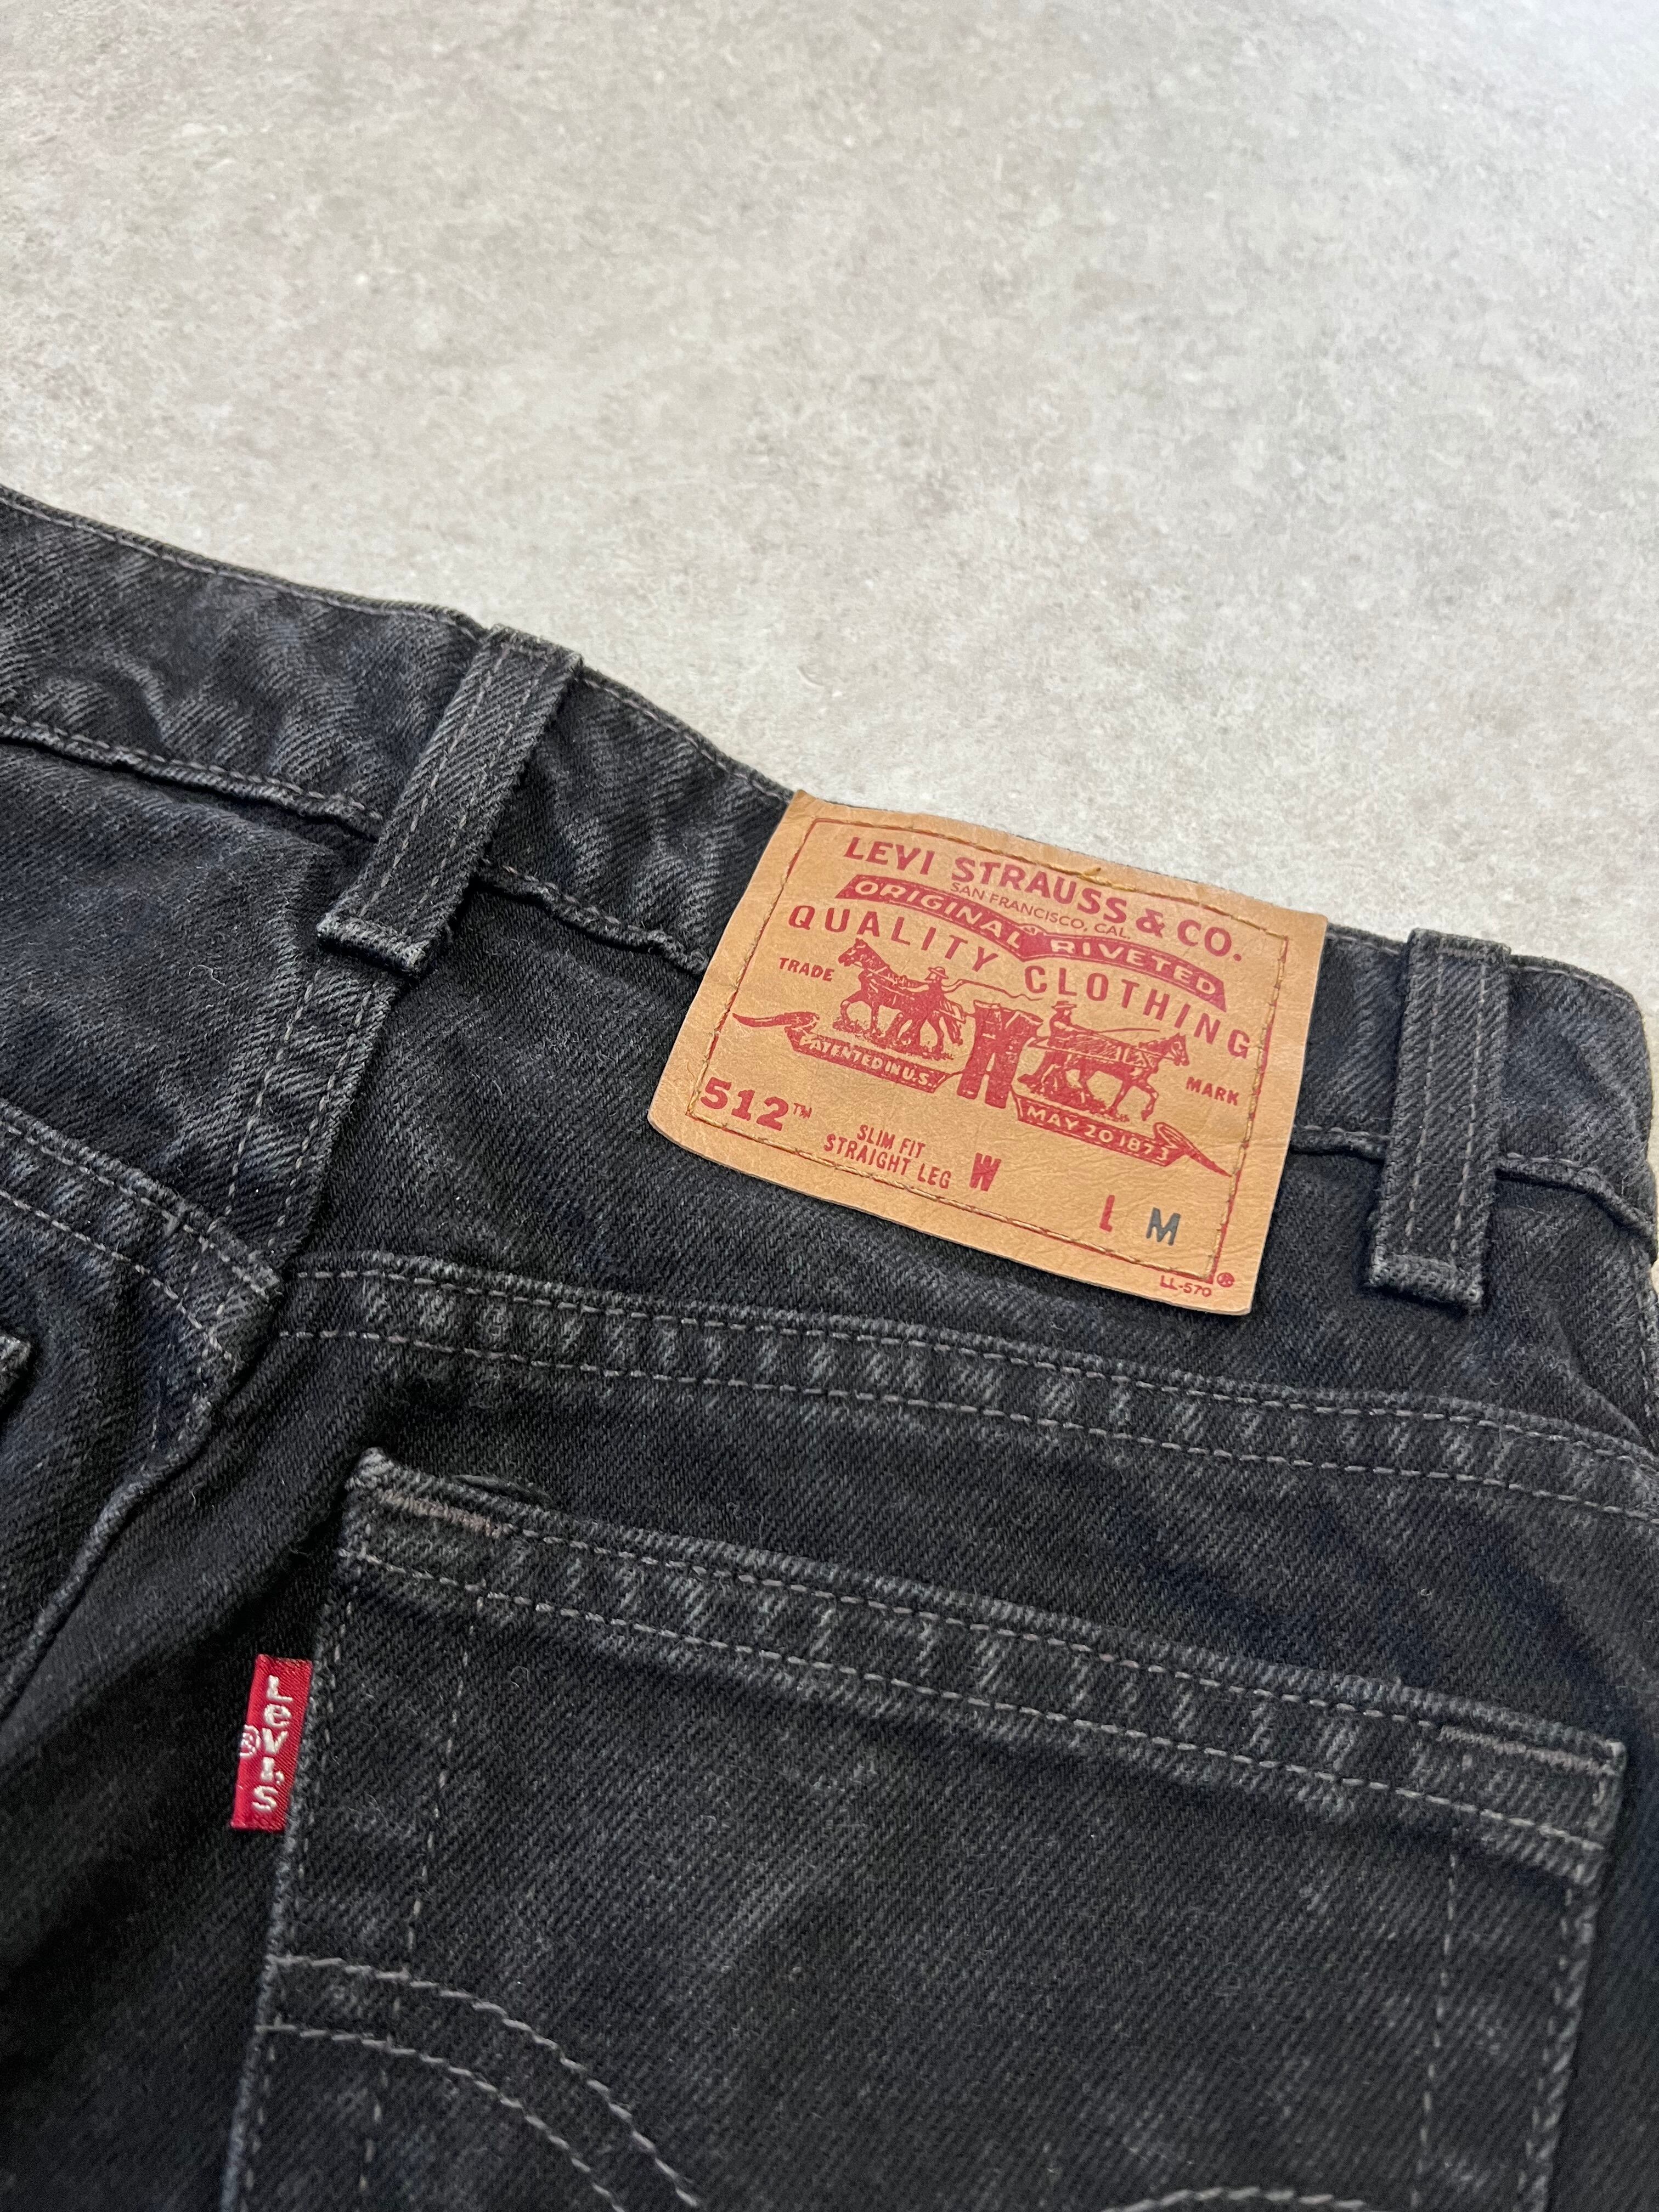 LEVI STRAUSS & CO.
SAN FRANCISCO, CAL.
ORIGINAL RIVETED
QUALITY CLOTHING
TRADE MARK
PATENTED IN U.S. MAY 20 1873
512™ SLIM FIT
STRAIGHT LEG W L M
LL-570 ®
LEVI'S ®